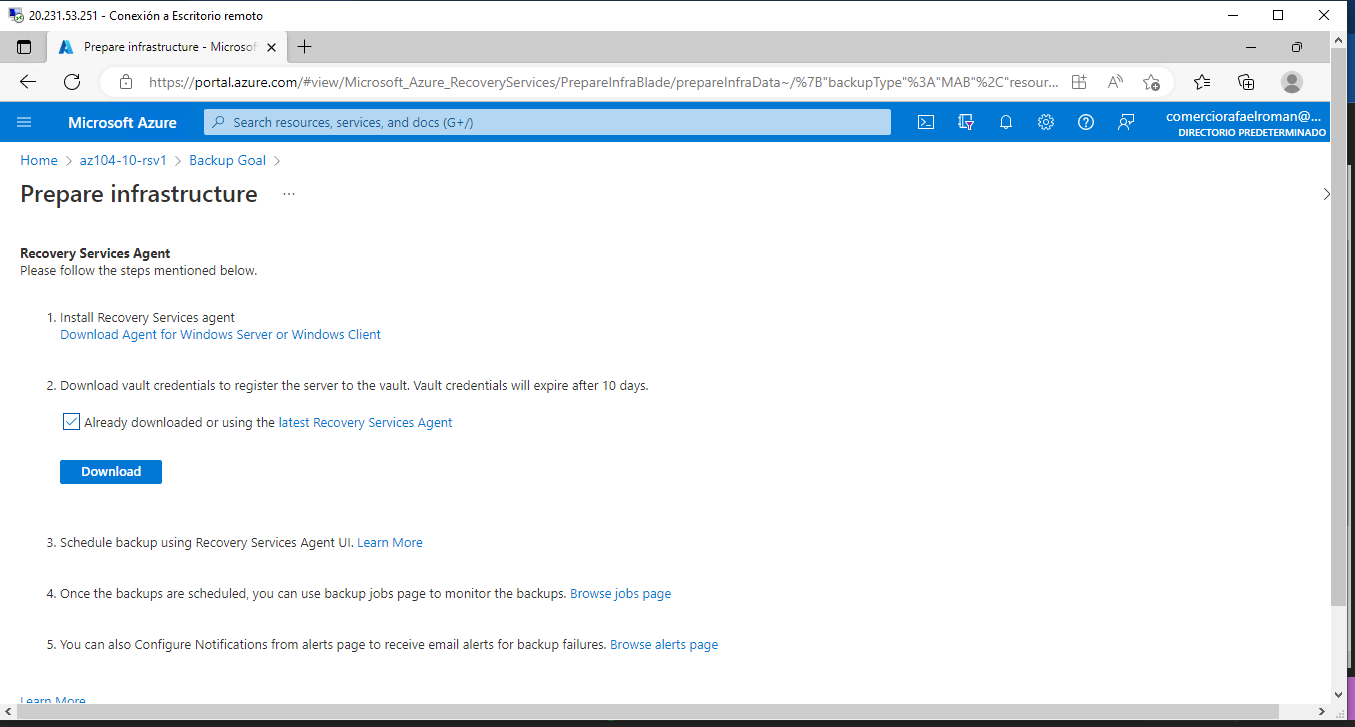 20.231.53.251 - Conexión a Escritorio remoto
Prepare infrastructure - Microsof
https://portal.azure.com/#view/Microsoft_Azure_RecoveryServices/PrepareInfraBlade/prepareInfraData~/%7B"backupType"%3A"MAB"%2C"resour...
Microsoft Azure
Search resources, services, and docs (G+/)
comerciorafaelroman@...
DIRECTORIO PREDETERMINADO
Home > az104-10-rsv1 > Backup Goal >
Prepare infrastructure ...
Recovery Services Agent
Please follow the steps mentioned below.
1. Install Recovery Services agent
Download Agent for Windows Server or Windows Client
2. Download vault credentials to register the server to the vault. Vault credentials will expire after 10 days.
Already downloaded or using the latest Recovery Services Agent
Download
3. Schedule backup using Recovery Services Agent UI. Learn More
4. Once the backups are scheduled, you can use backup jobs page to monitor the backups. Browse jobs page
5. You can also Configure Notifications from alerts page to receive email alerts for backup failures. Browse alerts page
Learn More